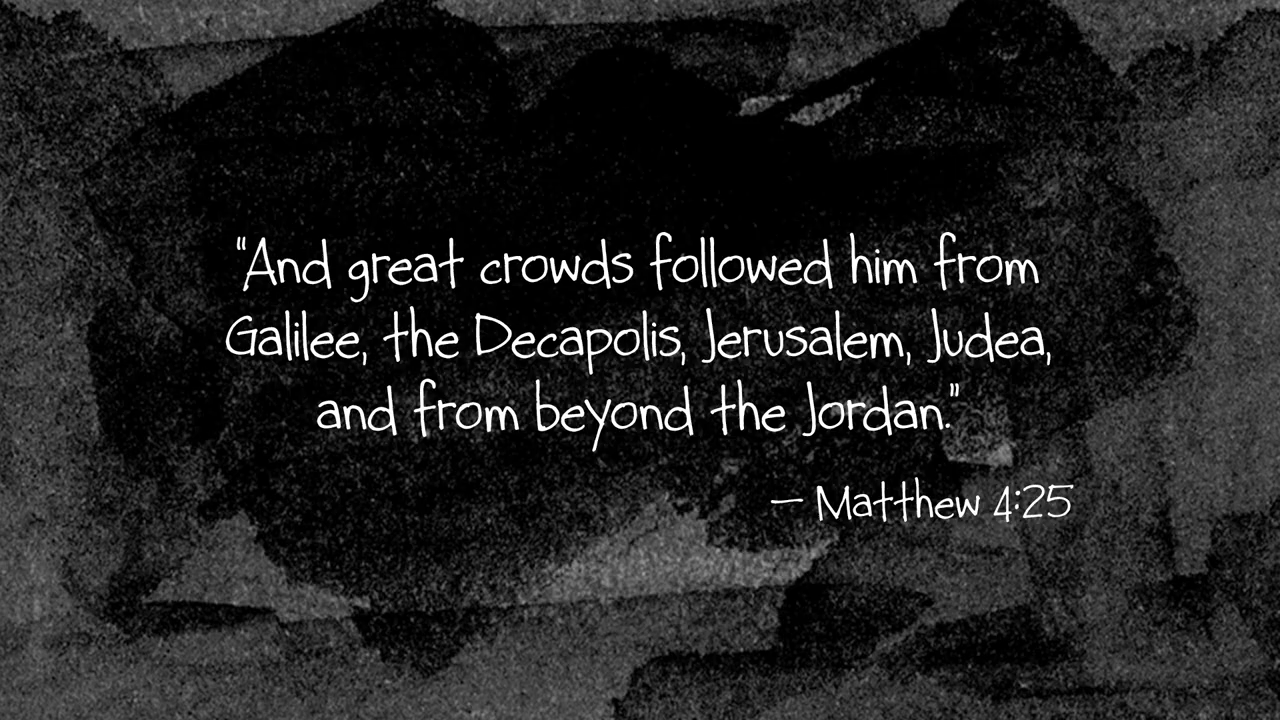 "And great crowds followed him from
Galilee, the Decapolis, Jerusalem, Judea,
and from beyond the Jordan."
— Matthew 4:25